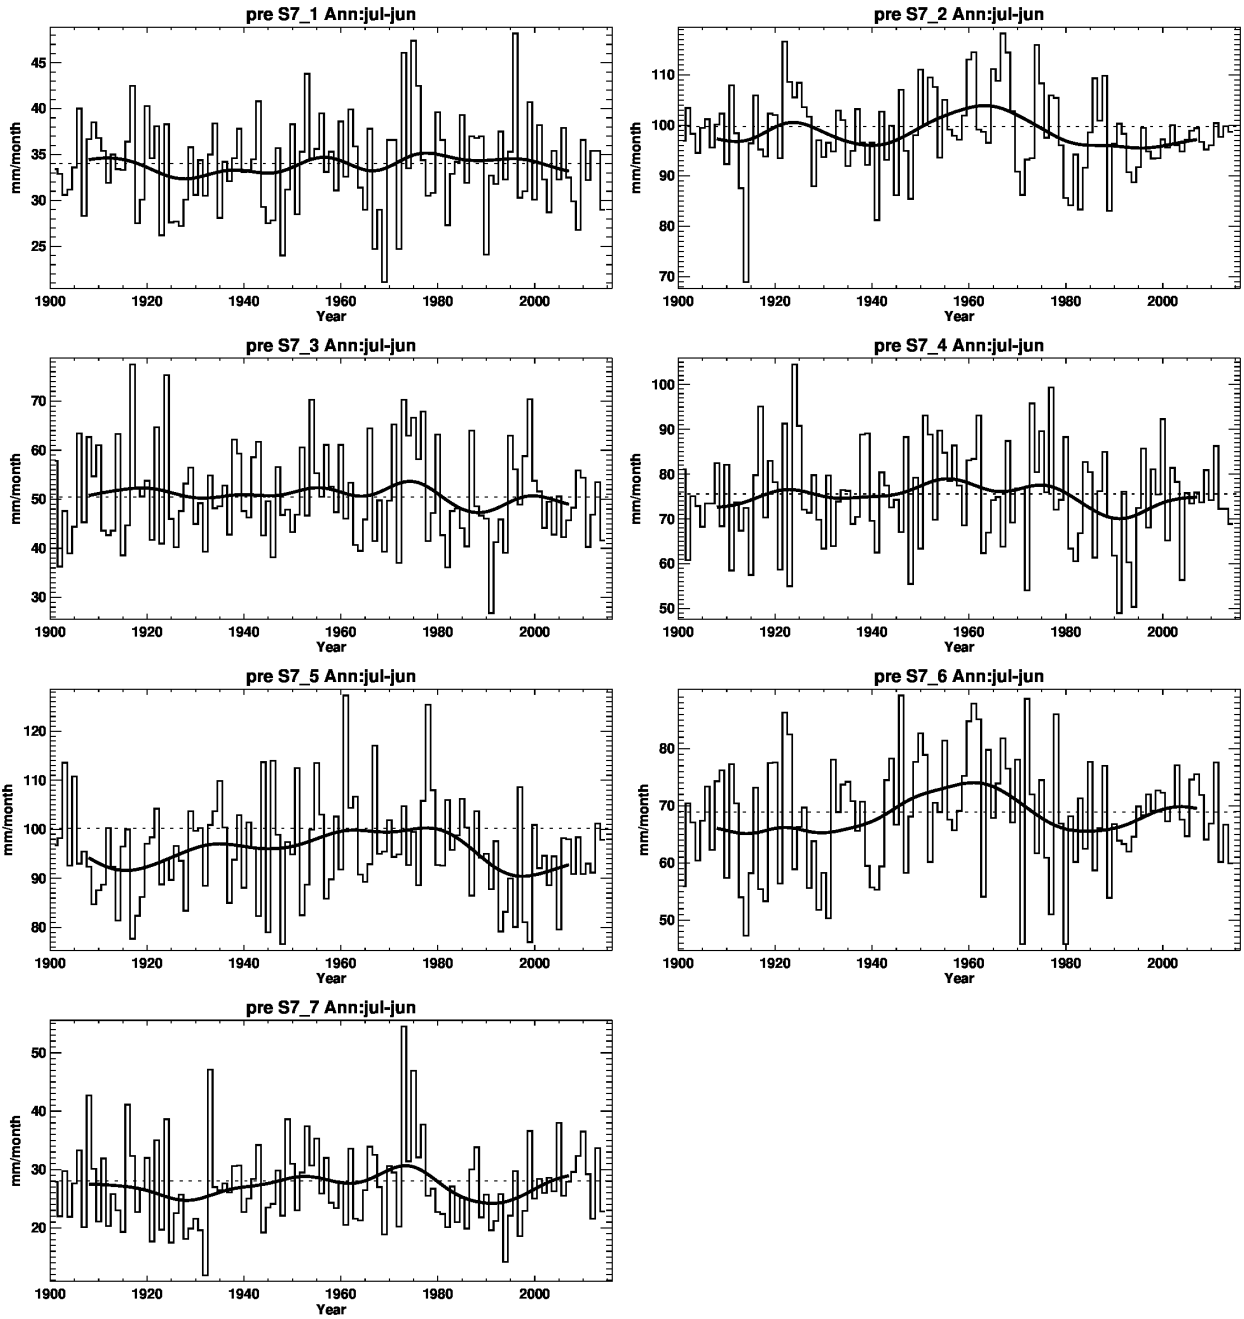 pre S7_1 Ann:jul-jun
mm/month
45
40
35
30
25
1900 1920 1940 1960 1980 2000
Year
pre S7_2 Ann:jul-jun
mm/month
110
100
90
80
70
1900 1920 1940 1960 1980 2000
Year
pre S7_3 Ann:jul-jun
mm/month
70
60
50
40
30
1900 1920 1940 1960 1980 2000
Year
pre S7_4 Ann:jul-jun
mm/month
100
90
80
70
60
50
1900 1920 1940 1960 1980 2000
Year
pre S7_5 Ann:jul-jun
mm/month
120
110
100
90
80
1900 1920 1940 1960 1980 2000
Year
pre S7_6 Ann:jul-jun
mm/month
80
70
60
50
1900 1920 1940 1960 1980 2000
Year
pre S7_7 Ann:jul-jun
mm/month
50
40
30
20
1900 1920 1940 1960 1980 2000
Year